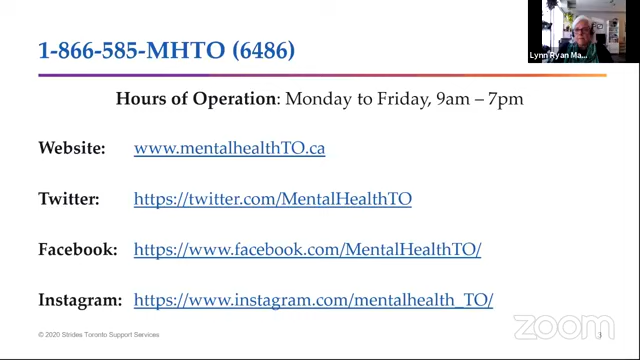 1-866-585-MHTO (6486)
Lynn Ryan Ma...
Hours of Operation: Monday to Friday, 9am – 7pm
Website: www.mentalhealthTO.ca
Twitter: https://twitter.com/MentalHealthTO
Facebook: https://www.facebook.com/MentalHealthTO/
Instagram: https://www.instagram.com/mentalhealth_TO/
© 2020 Strides Toronto Support Services
zoom